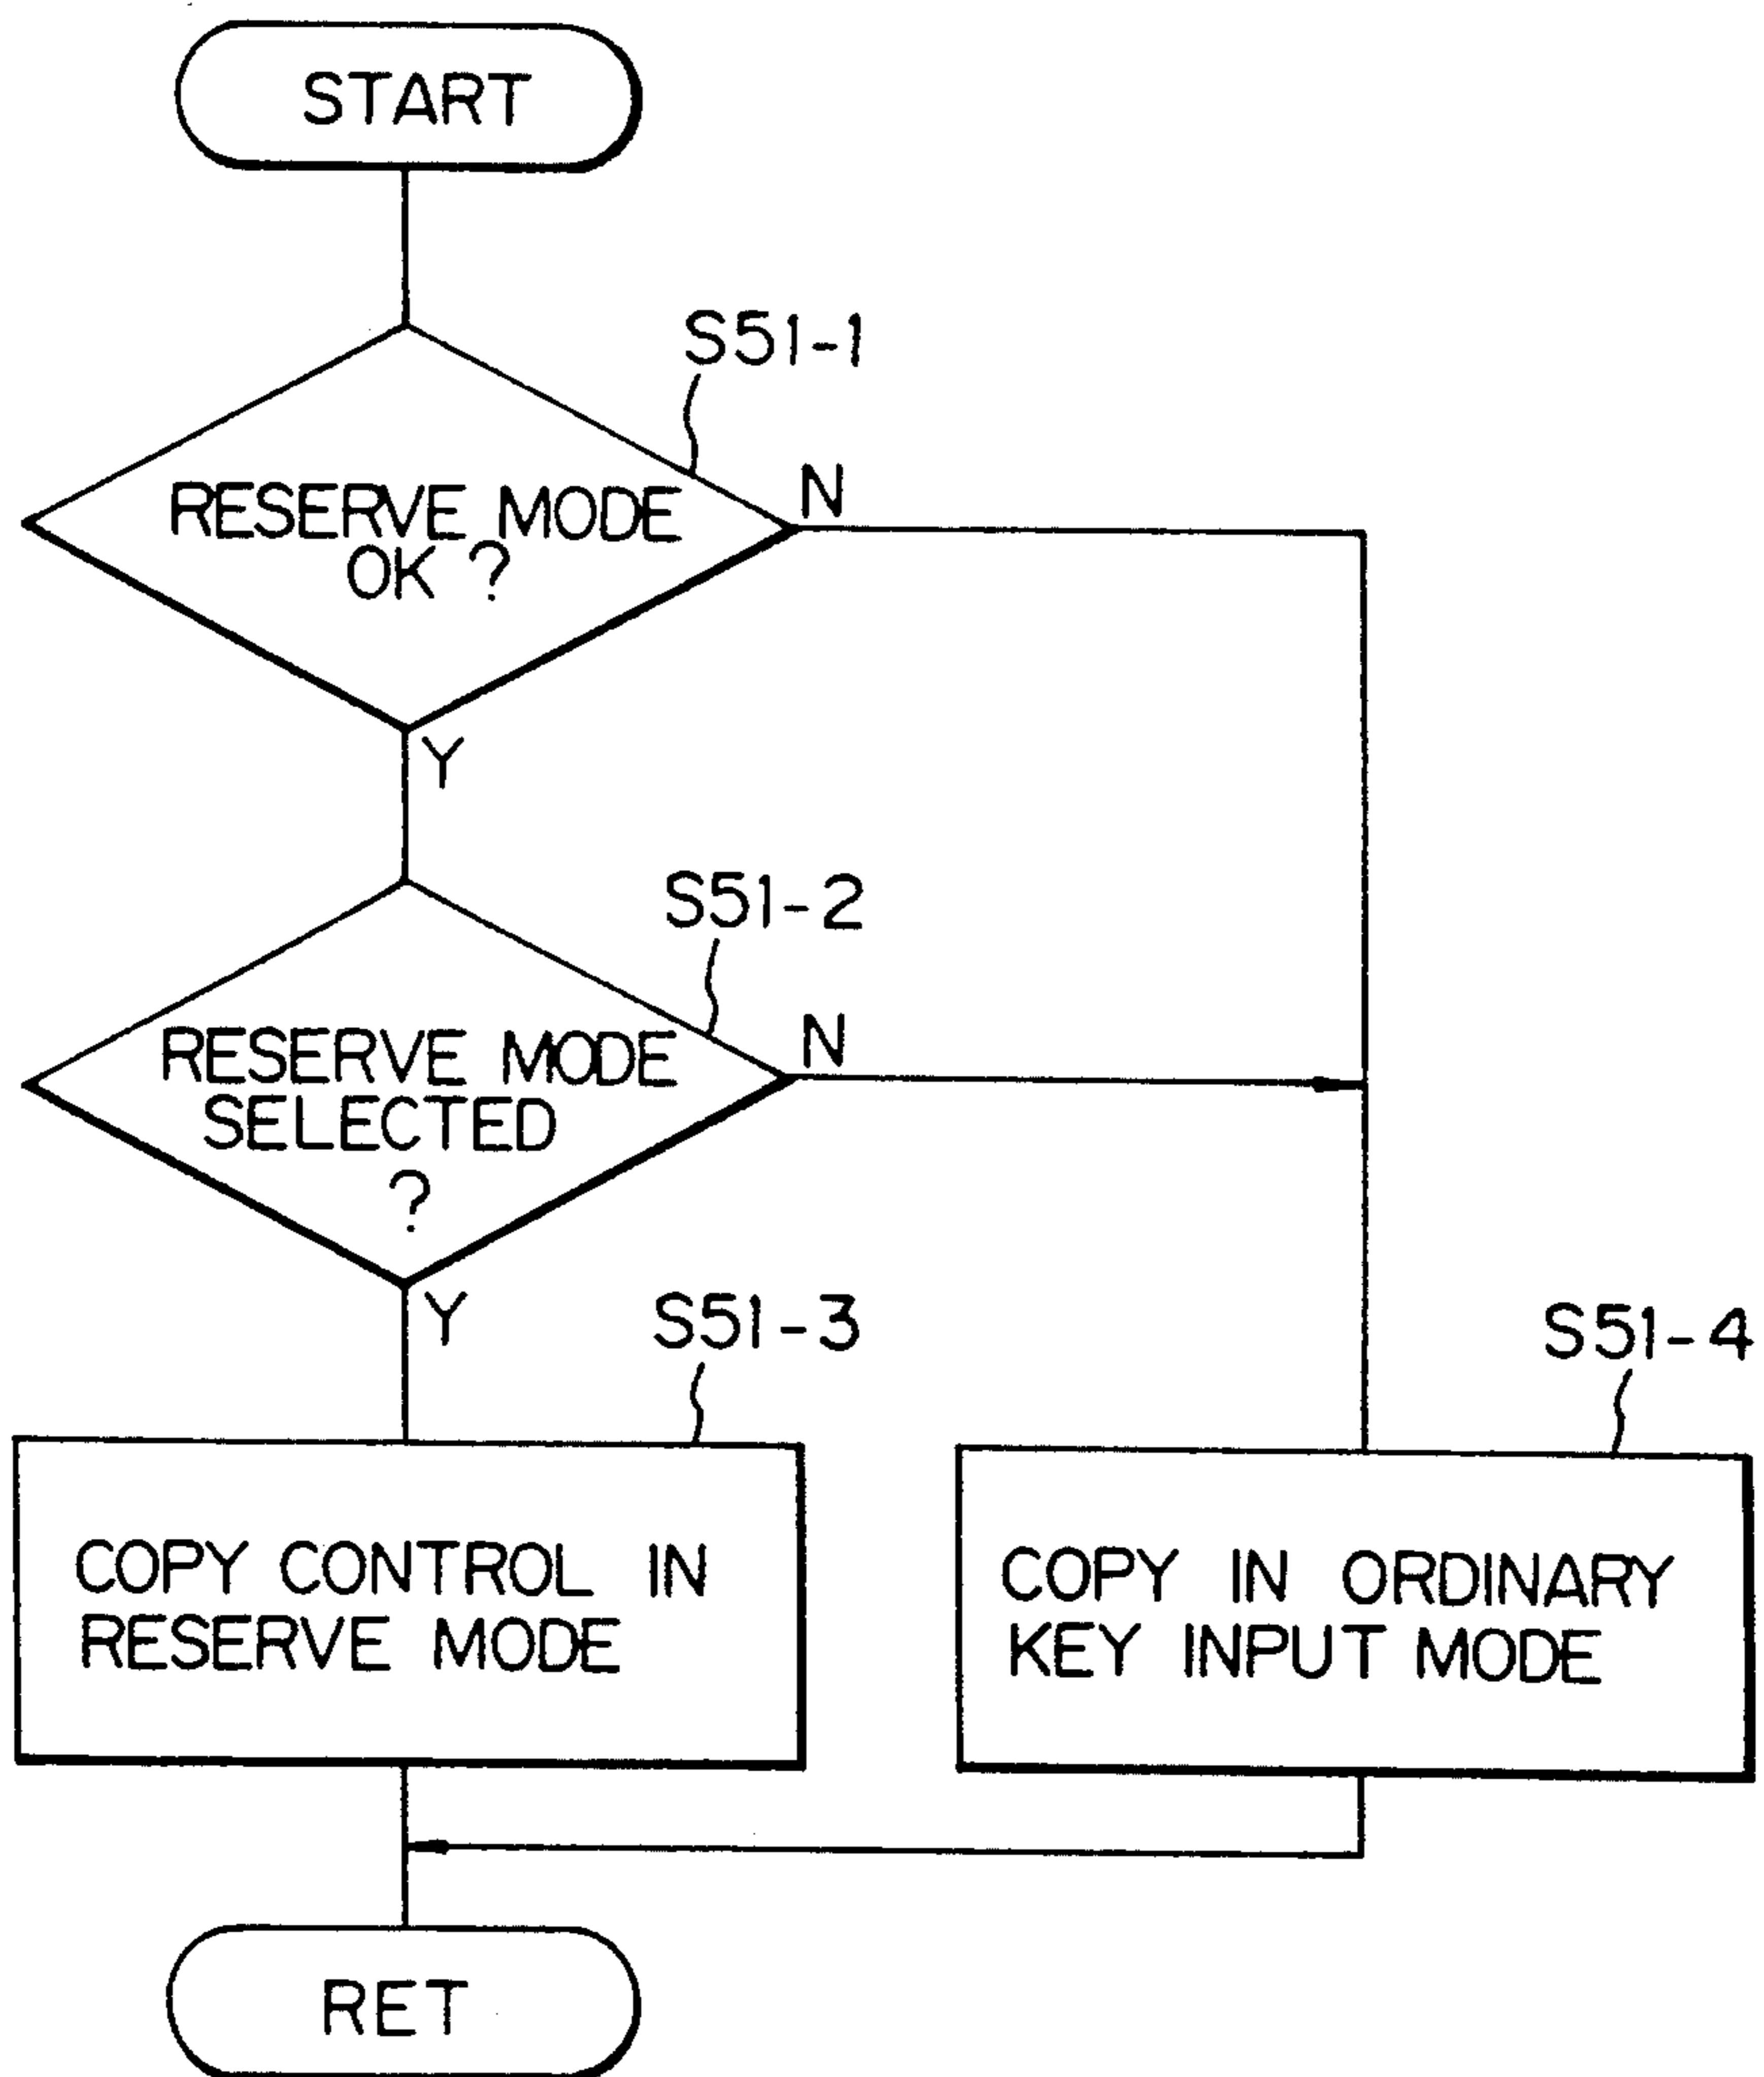 START
S51-1
RESERVE MODE
OK ?
N
Y
S51-2
RESERVE MODE
SELECTED
?
N
Y
S51-3
COPY CONTROL IN
RESERVE MODE
S51-4
COPY IN ORDINARY
KEY INPUT MODE
RET